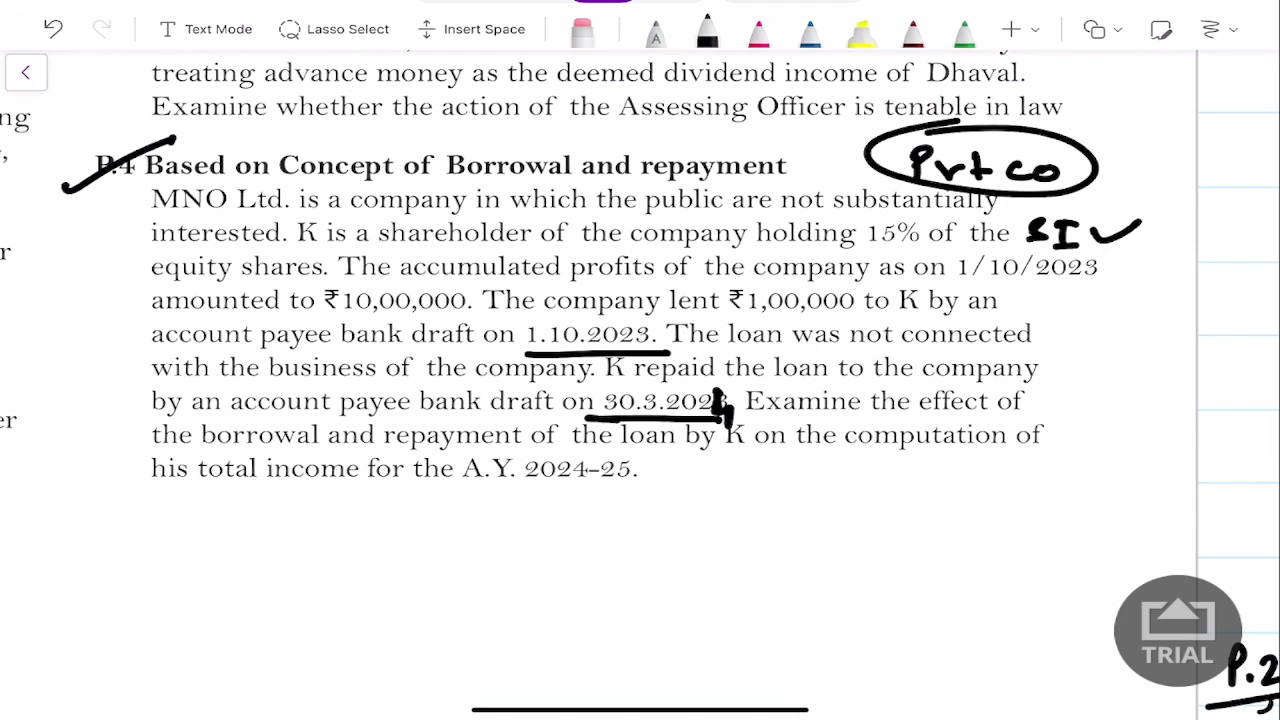 Text Mode Lasso Select Insert Space
A
treating advance money as the deemed dividend income of Dhaval.
Examine whether the action of the Assessing Officer is tenable in law
ng
P.4 Based on Concept of Borrowal and repayment
Prt co
MNO Ltd. is a company in which the public are not substantially
interested. K is a shareholder of the company holding 15% of the
SI
equity shares. The accumulated profits of the company as on 1/10/2023
amounted to ₹10,00,000. The company lent ₹1,00,000 to K by an
account payee bank draft on 1.10.2023. The loan was not connected
with the business of the company. K repaid the loan to the company
by an account payee bank draft on 30.3.2024 Examine the effect of
er
the borrowal and repayment of the loan by K on the computation of
his total income for the A.Y. 2024-25.
TRIAL
P.2